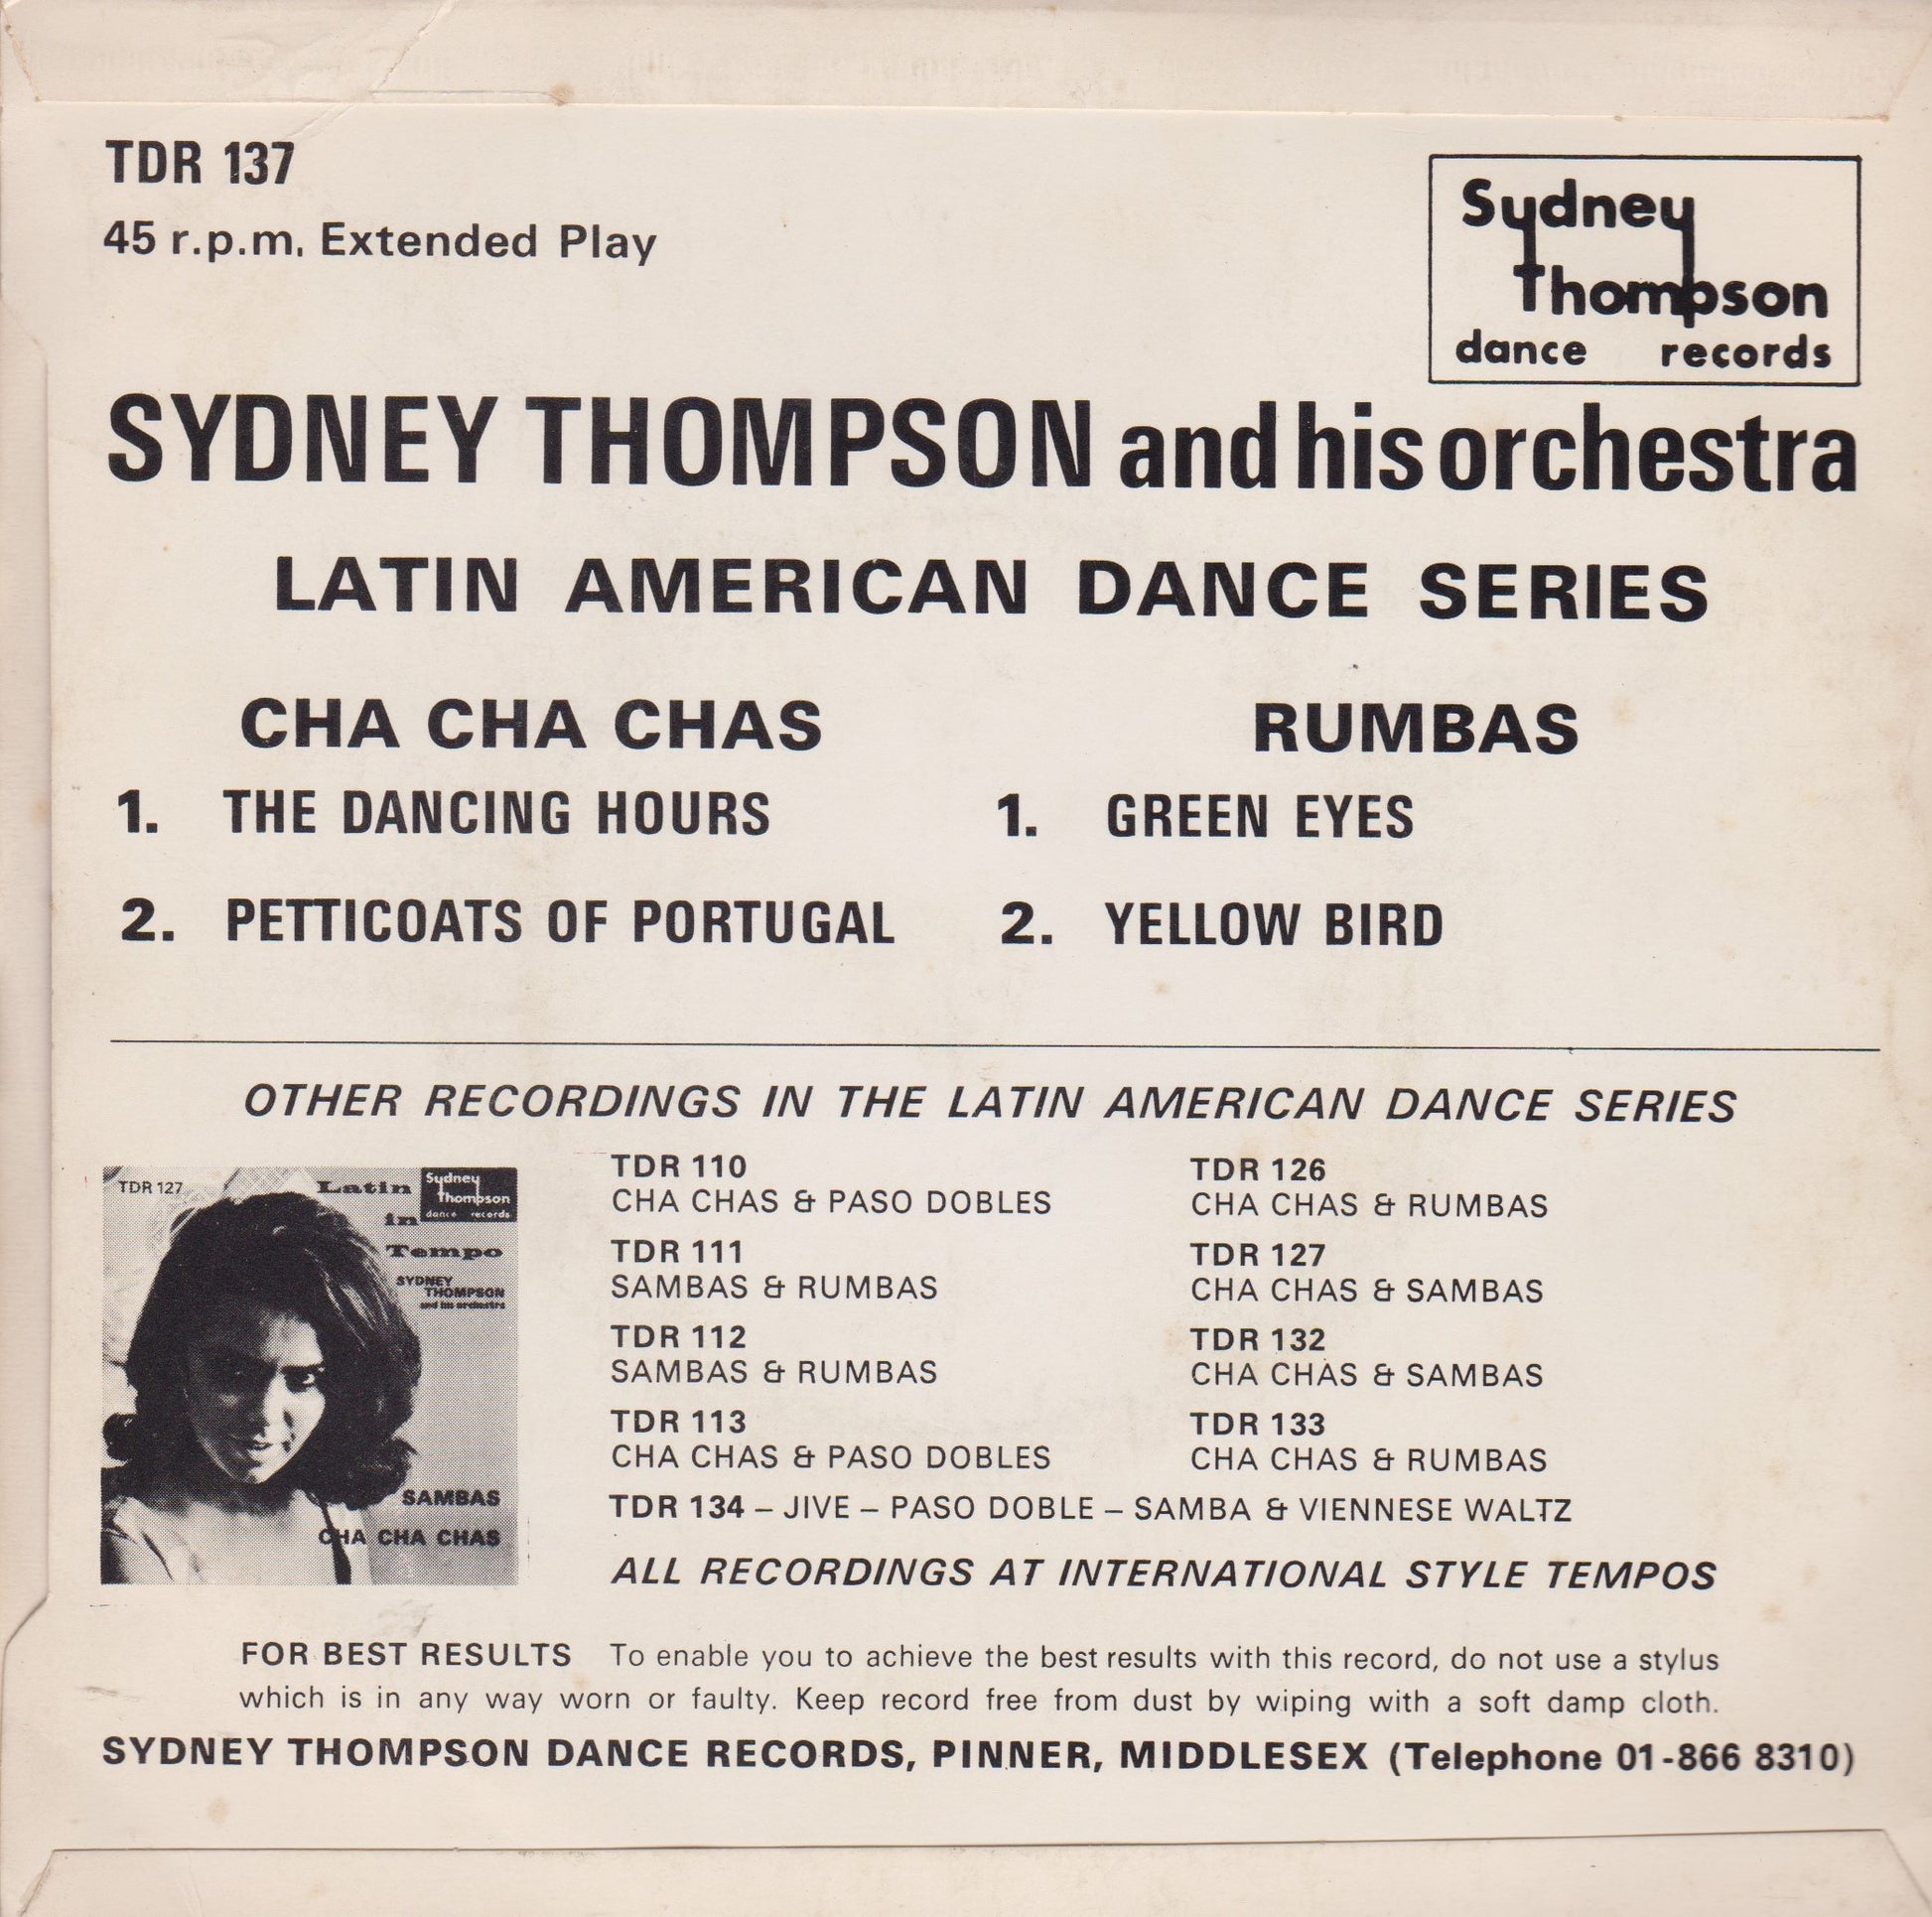 TDR 137
45 r.p.m. Extended Play
Sydney
Thompson
dance records
SYDNEY THOMPSON and his orchestra
LATIN AMERICAN DANCE SERIES
CHA CHA CHAS
1. THE DANCING HOURS
2. PETTICOATS OF PORTUGAL
RUMBAS
1. GREEN EYES
2. YELLOW BIRD
OTHER RECORDINGS IN THE LATIN AMERICAN DANCE SERIES
TDR 127
Latin
in
Tempo
Sydney
Thompson
dance records
SYDNEY
THOMPSON
and his orchestra
SAMBAS
CHA CHA CHAS
TDR 110
CHA CHAS & PASO DOBLES
TDR 111
SAMBAS & RUMBAS
TDR 112
SAMBAS & RUMBAS
TDR 113
CHA CHAS & PASO DOBLES
TDR 126
CHA CHAS & RUMBAS
TDR 127
CHA CHAS & SAMBAS
TDR 132
CHA CHAS & SAMBAS
TDR 133
CHA CHAS & RUMBAS
TDR 134 – JIVE – PASO DOBLE – SAMBA & VIENNESE WALTZ
ALL RECORDINGS AT INTERNATIONAL STYLE TEMPOS
FOR BEST RESULTS To enable you to achieve the best results with this record, do not use a stylus
which is in any way worn or faulty. Keep record free from dust by wiping with a soft damp cloth.
SYDNEY THOMPSON DANCE RECORDS, PINNER, MIDDLESEX (Telephone 01-866 8310)